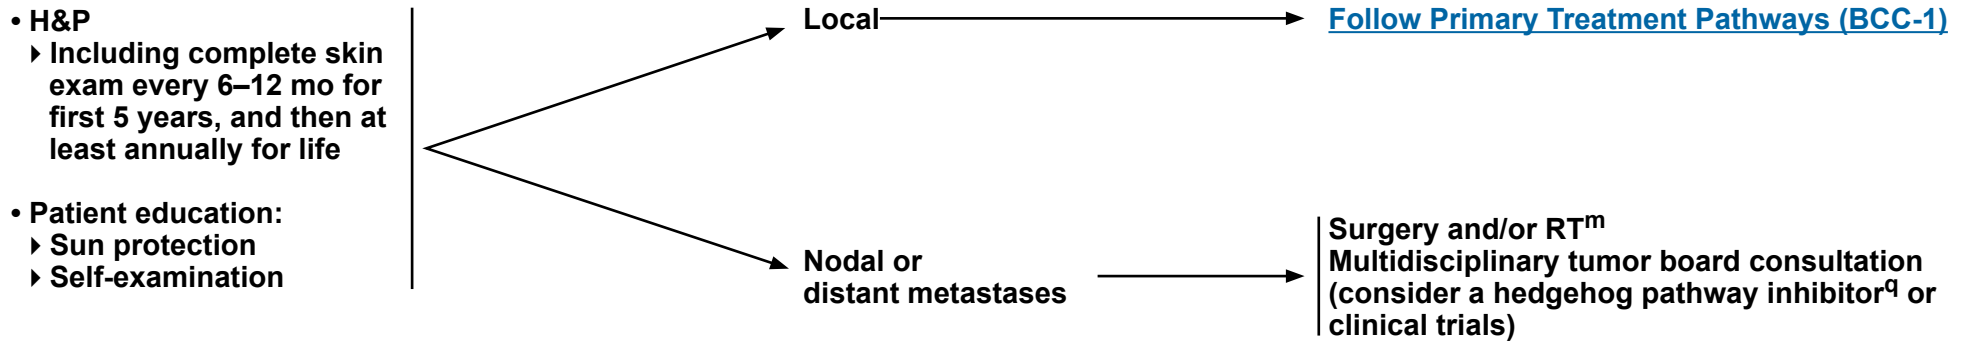 • H&P
▸ Including complete skin
exam every 6–12 mo for
first 5 years, and then at
least annually for life
• Patient education:
▸ Sun protection
▸ Self-examination
Local
Follow Primary Treatment Pathways (BCC-1)
Nodal or
distant metastases
Surgery and/or RTᵐ
Multidisciplinary tumor board consultation
(consider a hedgehog pathway inhibitor^q or
clinical trials)